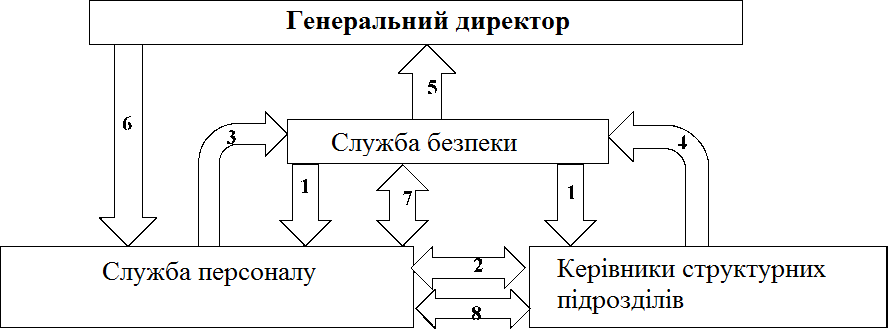 Генеральний директор
5
6
3
4
Служба безпеки
1
7
1
Служба персоналу
2
Керівники структурних
підрозділів
8